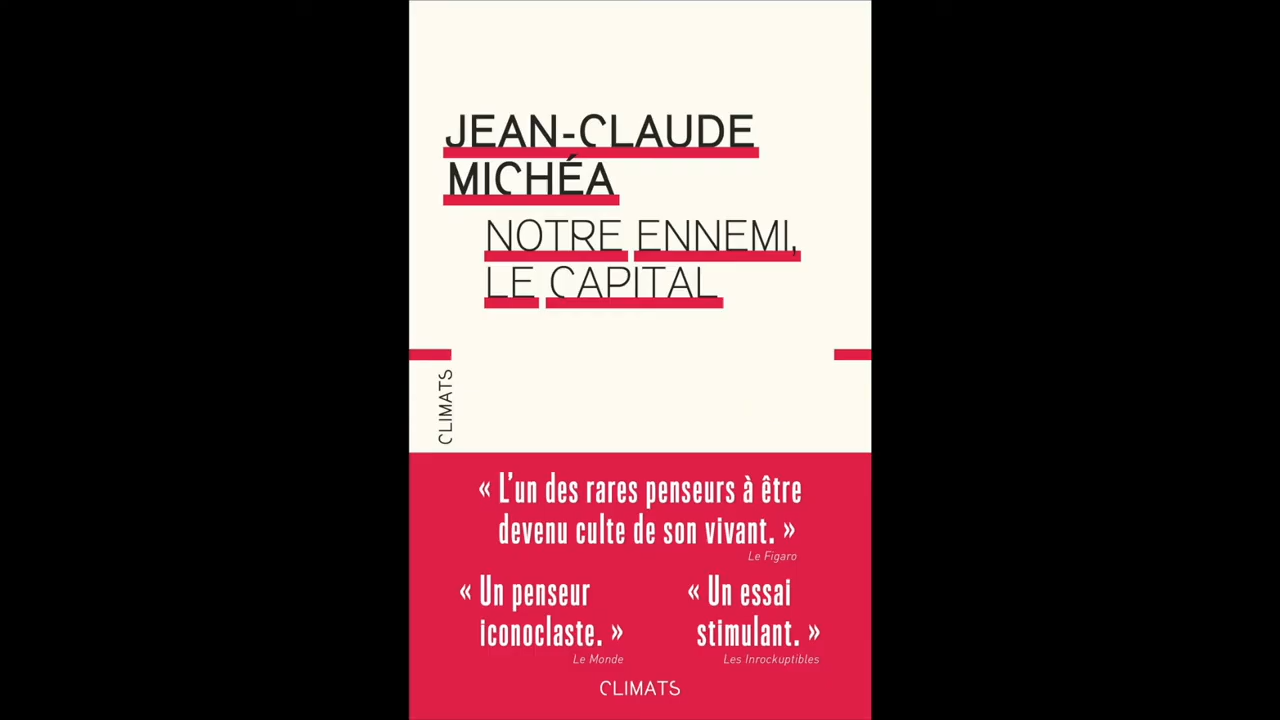 JEAN-CLAUDE
MICHÉA
NOTRE ENNEMI,
LE CAPITAL
CLIMATS
« L'un des rares penseurs à être
devenu culte de son vivant. »
Le Figaro
« Un penseur
iconoclaste. »
Le Monde
« Un essai
stimulant. »
Les Inrockuptibles
CLIMATS